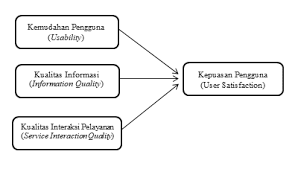 Kemudahan Pengguna
(Usability)
Kualitas Informasi
(Information Quality)
Kepuasan Pengguna
(User Satisfaction)
Kualitas Interaksi Pelayanan
(Service Interaction Quality)